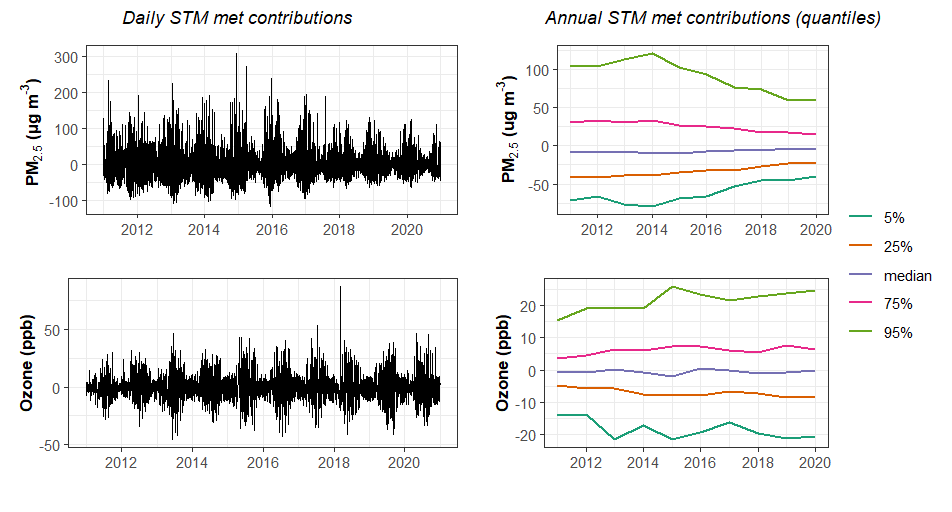 Daily STM met contributions
Annual STM met contributions (quantiles)
PM2.5 (µg m-3)
300
200
100
0
-100
2012 2014 2016 2018 2020
PM2.5 (ug m-3)
100
50
0
-50
2012 2014 2016 2018 2020
Ozone (ppb)
50
0
-50
2012 2014 2016 2018 2020
Ozone (ppb)
20
10
0
-10
-20
2012 2014 2016 2018 2020
5%
25%
median
75%
95%